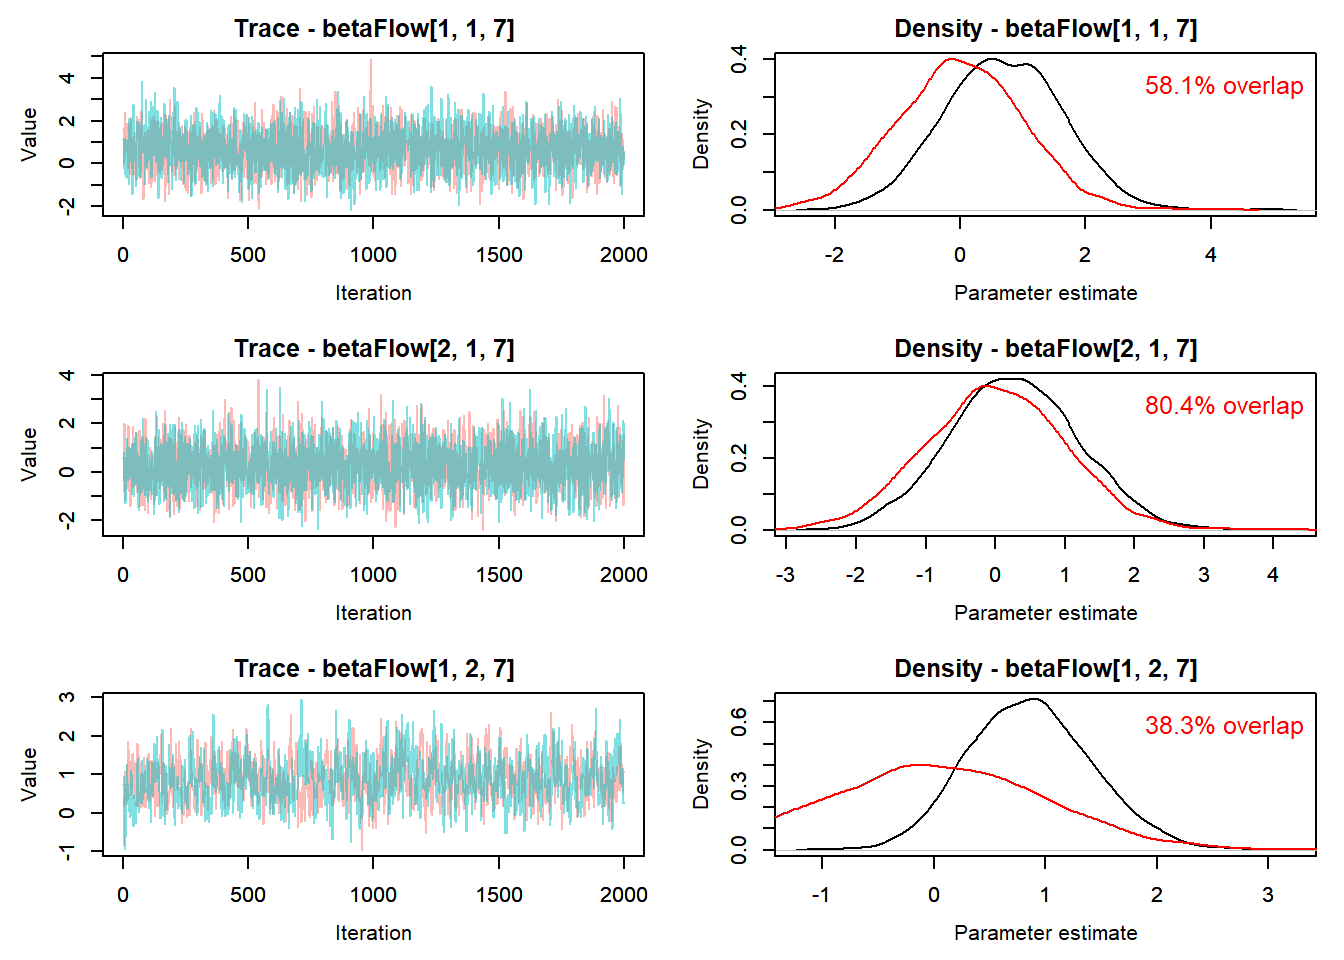 Trace - betaFlow[1, 1, 7]
Value
-2 0 2 4
0 500 1000 1500 2000
Iteration
Density - betaFlow[1, 1, 7]
58.1% overlap
Density
0.0 0.2 0.4
-2 0 2 4
Parameter estimate
Trace - betaFlow[2, 1, 7]
Value
-2 0 2 4
0 500 1000 1500 2000
Iteration
Density - betaFlow[2, 1, 7]
80.4% overlap
Density
0.0 0.2 0.4
-3 -2 -1 0 1 2 3 4
Parameter estimate
Trace - betaFlow[1, 2, 7]
Value
-1 0 1 2 3
0 500 1000 1500 2000
Iteration
Density - betaFlow[1, 2, 7]
38.3% overlap
Density
0.0 0.3 0.6
-1 0 1 2 3
Parameter estimate